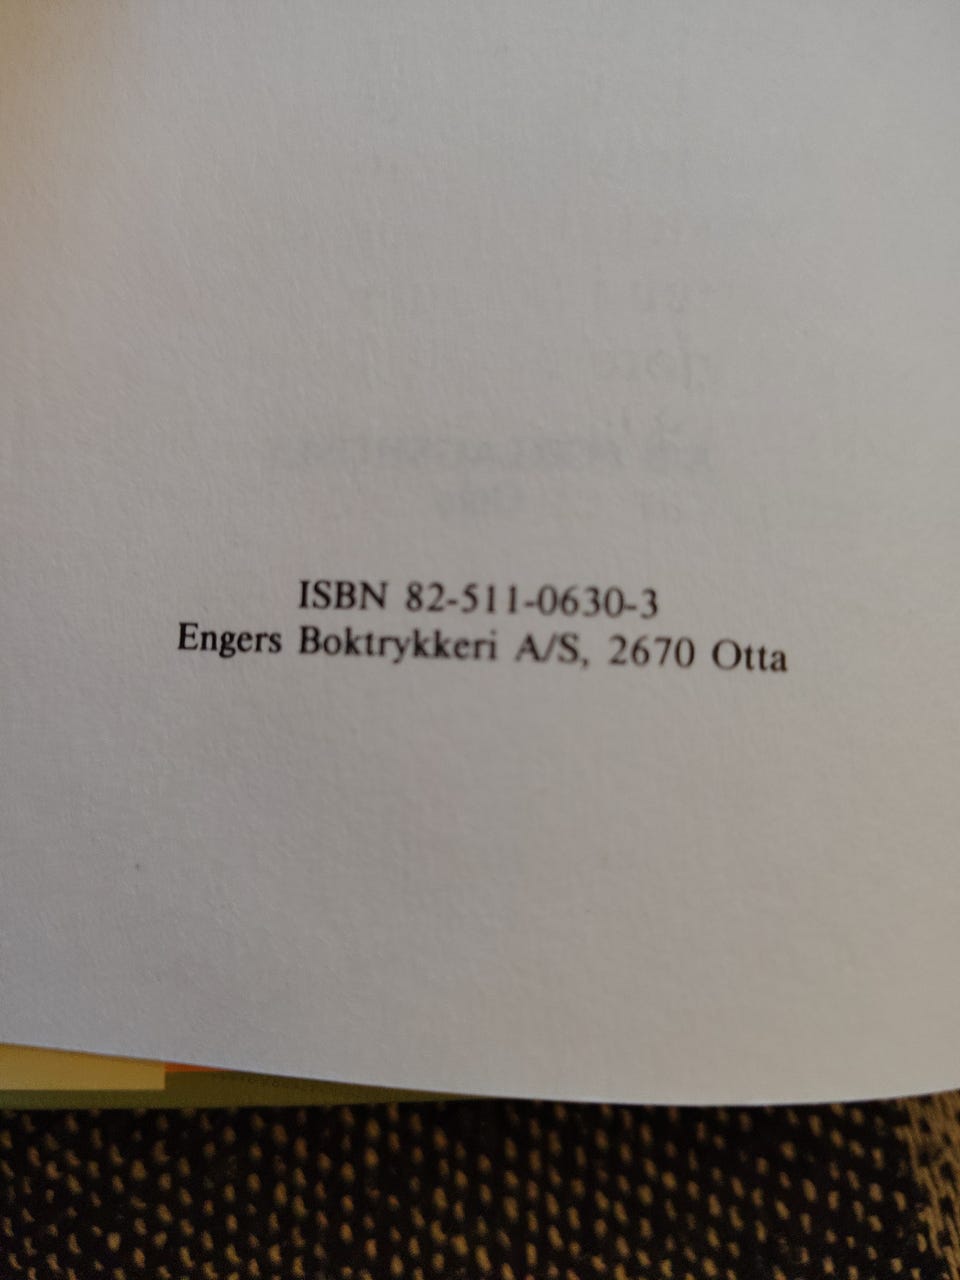 ISBN 82-511-0630-3
Engers Boktrykkeri A/S, 2670 Otta